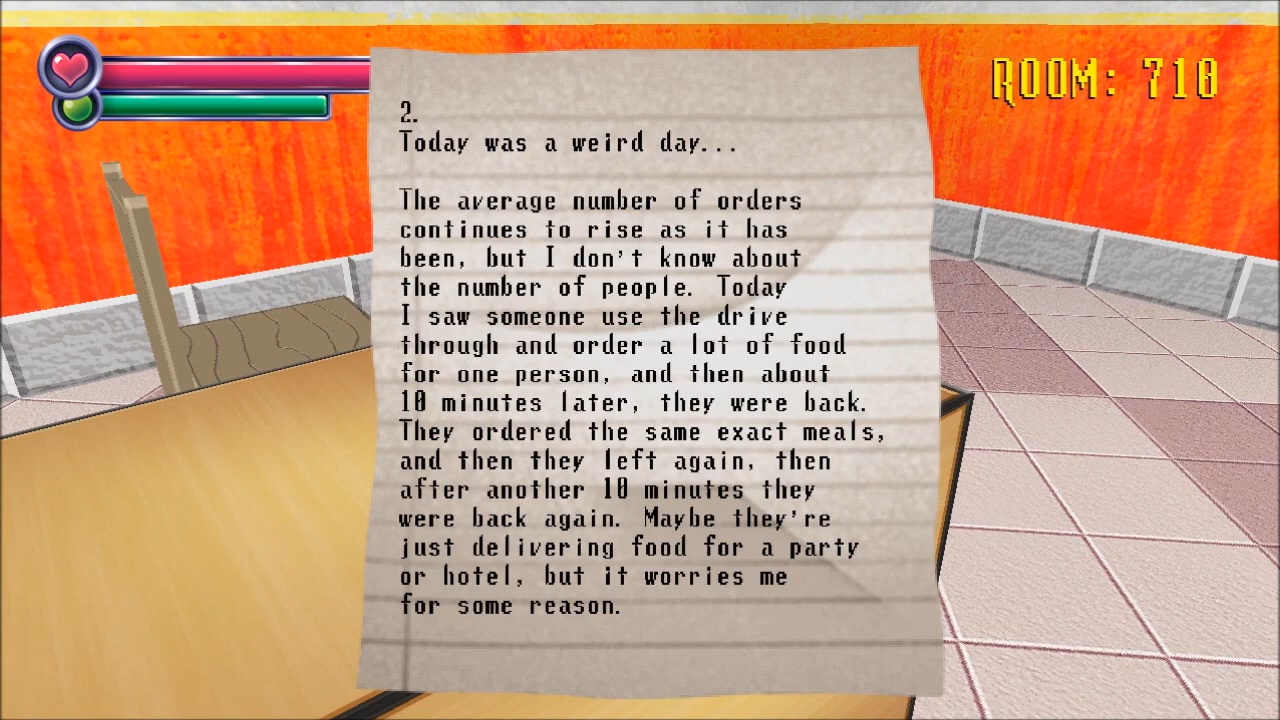 ROOM: 710
2.
Today was a weird day...
The average number of orders
continues to rise as it has
been, but I don't know about
the number of people. Today
I saw someone use the drive
through and order a lot of food
for one person, and then about
10 minutes later, they were back.
They ordered the same exact meals,
and then they left again, then
after another 10 minutes they
were back again. Maybe they're
just delivering food for a party
or hotel, but it worries me
for some reason.